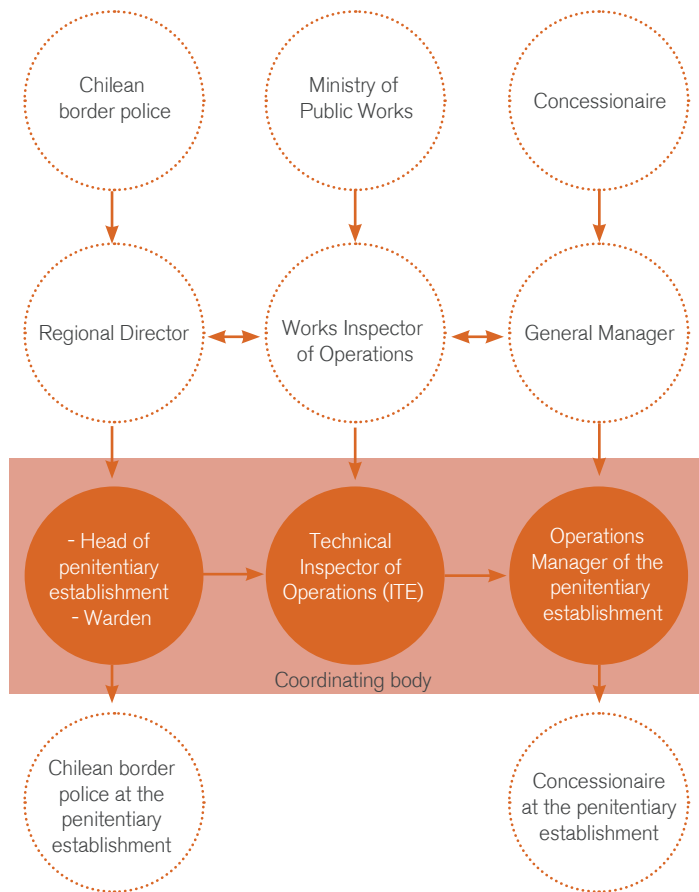 Chilean
border police
Ministry of
Public Works
Concessionaire
Regional Director
Works Inspector
of Operations
General Manager
- Head of
penitentiary
establishment
- Warden
Technical
Inspector of
Operations (ITE)
Operations
Manager of the
penitentiary
establishment
Coordinating body
Chilean border
police at the
penitentiary
establishment
Concessionaire
at the penitentiary
establishment